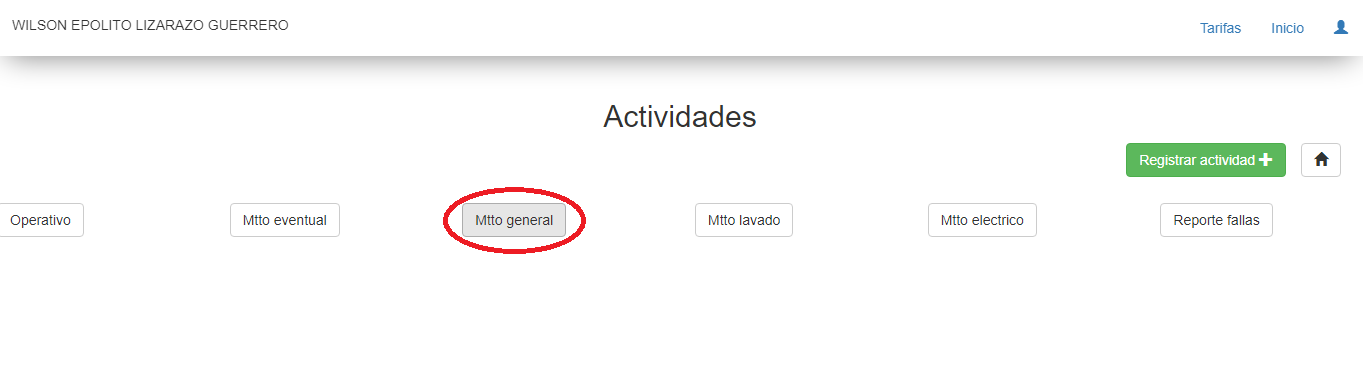 WILSON EPOLITO LIZARAZO GUERRERO
Tarifas Inicio
Actividades
Registrar actividad
Operativo Mtto eventual Mtto general Mtto lavado Mtto electrico Reporte fallas